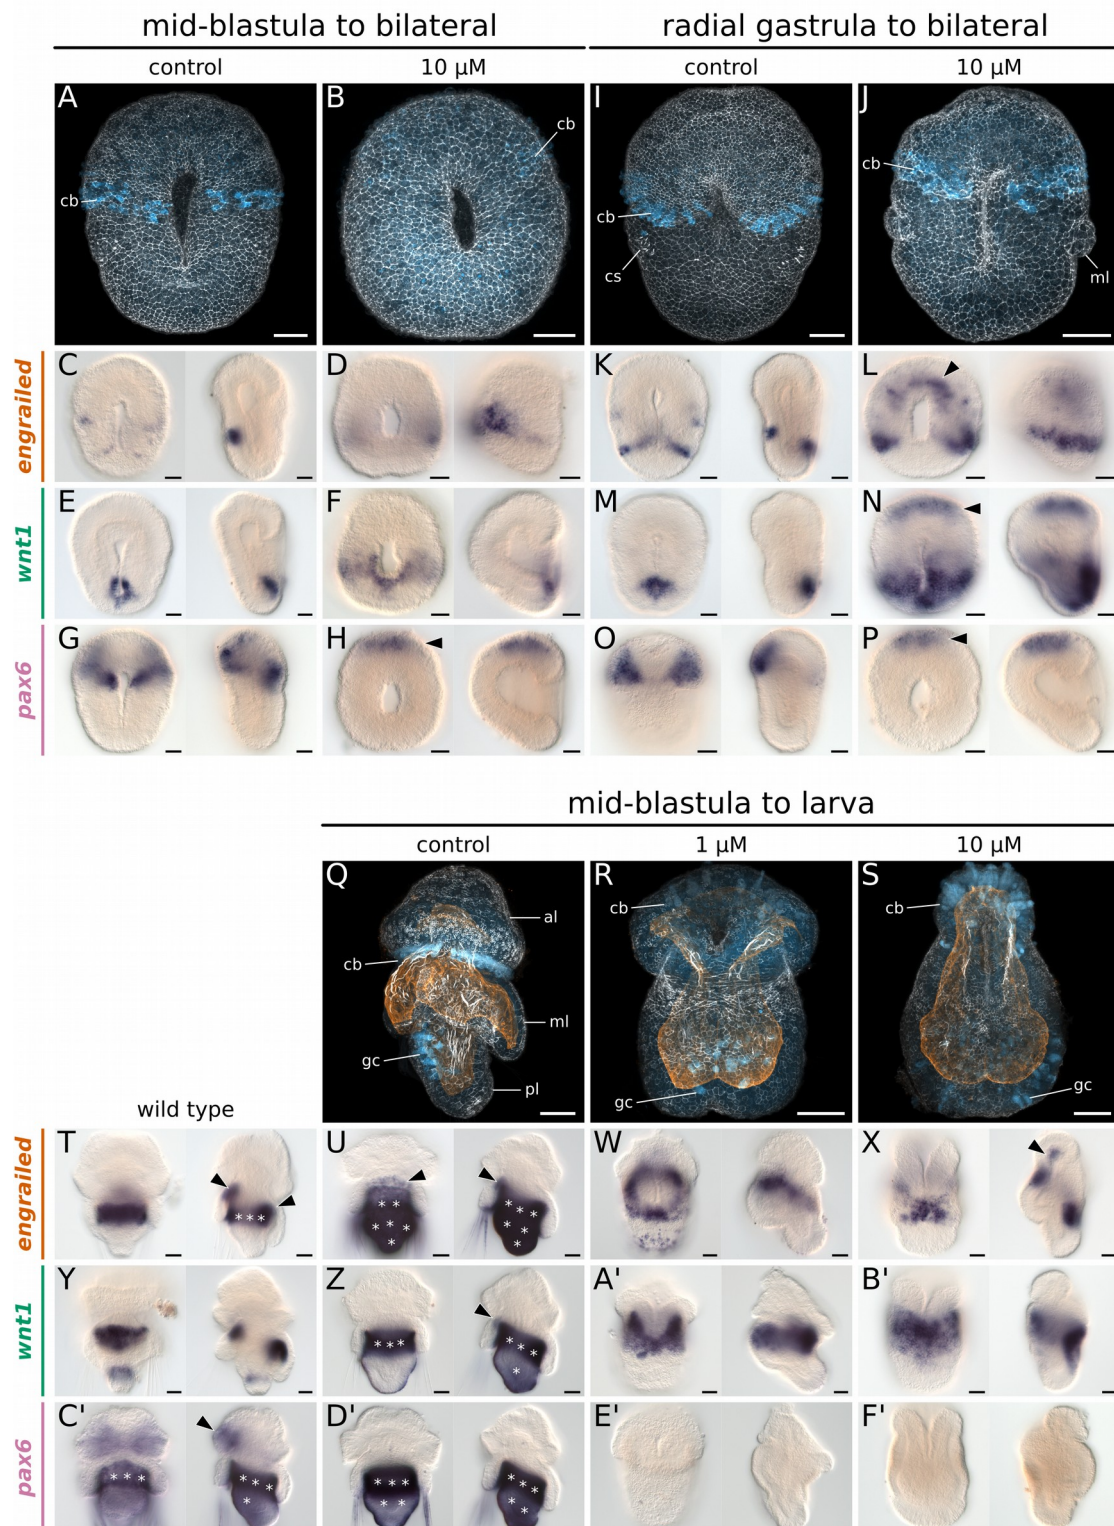 mid-blastula to bilateral
radial gastrula to bilateral
control
10 µM
control
10 µM
A
cb
B
cb
I
cb
cs
J
cb
ml
engrailed
C
D
K
L
wnt1
E
F
M
N
pax6
G
H
O
P
mid-blastula to larva
control
1 µM
10 µM
Q
al
cb
ml
gc
pl
R
cb
gc
S
cb
gc
wild type
engrailed
T
* * *
U
* *
* * *
*
* *
* *
* *
*
W
X
wnt1
Y
Z
* * *
* * *
*
A'
B'
pax6
C'
* * *
* * *
*
D'
* * *
* *
* * *
* *
E'
F'